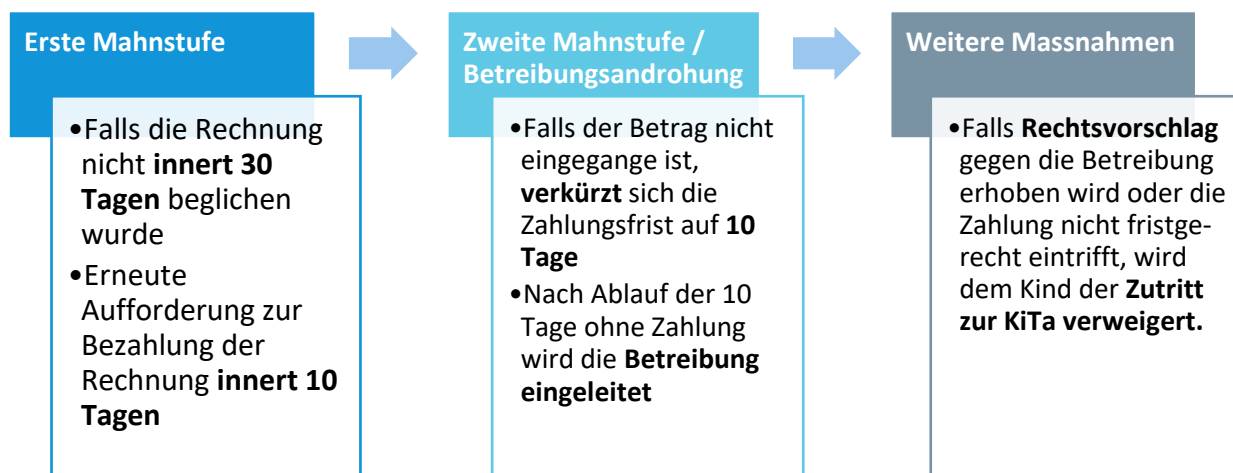 Erste Mahnstufe
•Falls die Rechnung
nicht innert 30
Tagen beglichen
wurde
•Erneute
Aufforderung zur
Bezahlung der
Rechnung innert 10
Tagen
Zweite Mahnstufe /
Betreibungsandrohung
•Falls der Betrag nicht
eingegange ist,
verkürzt sich die
Zahlungsfrist auf 10
Tage
•Nach Ablauf der 10
Tage ohne Zahlung
wird die Betreibung
eingeleitet
Weitere Massnahmen
•Falls Rechtsvorschlag
gegen die Betreibung
erhoben wird oder die
Zahlung nicht fristge-
recht eintrifft, wird
dem Kind der Zutritt
zur KiTa verweigert.